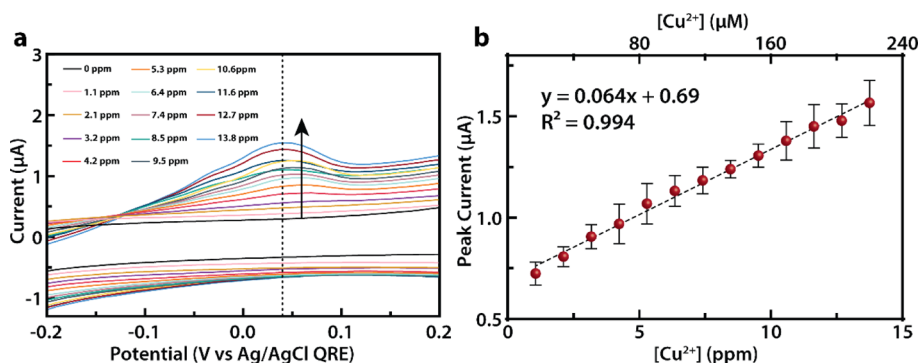 a
3
2
1
0
-1
Current (µA)
0 ppm 5.3 ppm 10.6ppm
1.1 ppm 6.4 ppm 11.6 ppm
2.1 ppm 7.4 ppm 12.7 ppm
3.2 ppm 8.5 ppm 13.8 ppm
4.2 ppm 9.5 ppm
-0.2 -0.1 0.0 0.1 0.2
Potential (V vs Ag/AgCl QRE)
b
[Cu²⁺] (µM)
0 80 160 240
y = 0.064x + 0.69
R² = 0.994
1.5
1.0
0.5
Peak Current (µA)
0 5 10 15
[Cu²⁺] (ppm)